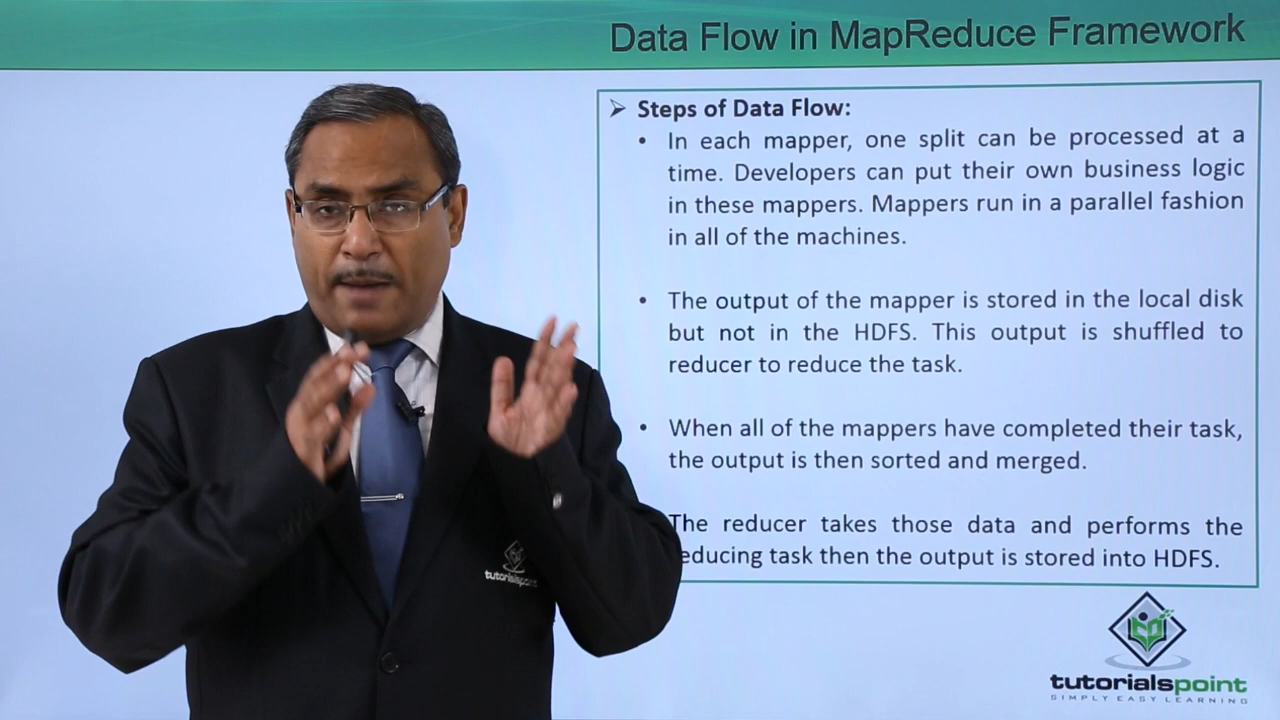 Data Flow in MapReduce Framework
➢ Steps of Data Flow:
• In each mapper, one split can be processed at a
time. Developers can put their own business logic
in these mappers. Mappers run in a parallel fashion
in all of the machines.
• The output of the mapper is stored in the local disk
but not in the HDFS. This output is shuffled to
reducer to reduce the task.
• When all of the mappers have completed their task,
the output is then sorted and merged.
The reducer takes those data and performs the
educing task then the output is stored into HDFS.
tutorialspoint
tutorialspoint
SIMPLY EASY LEARNING